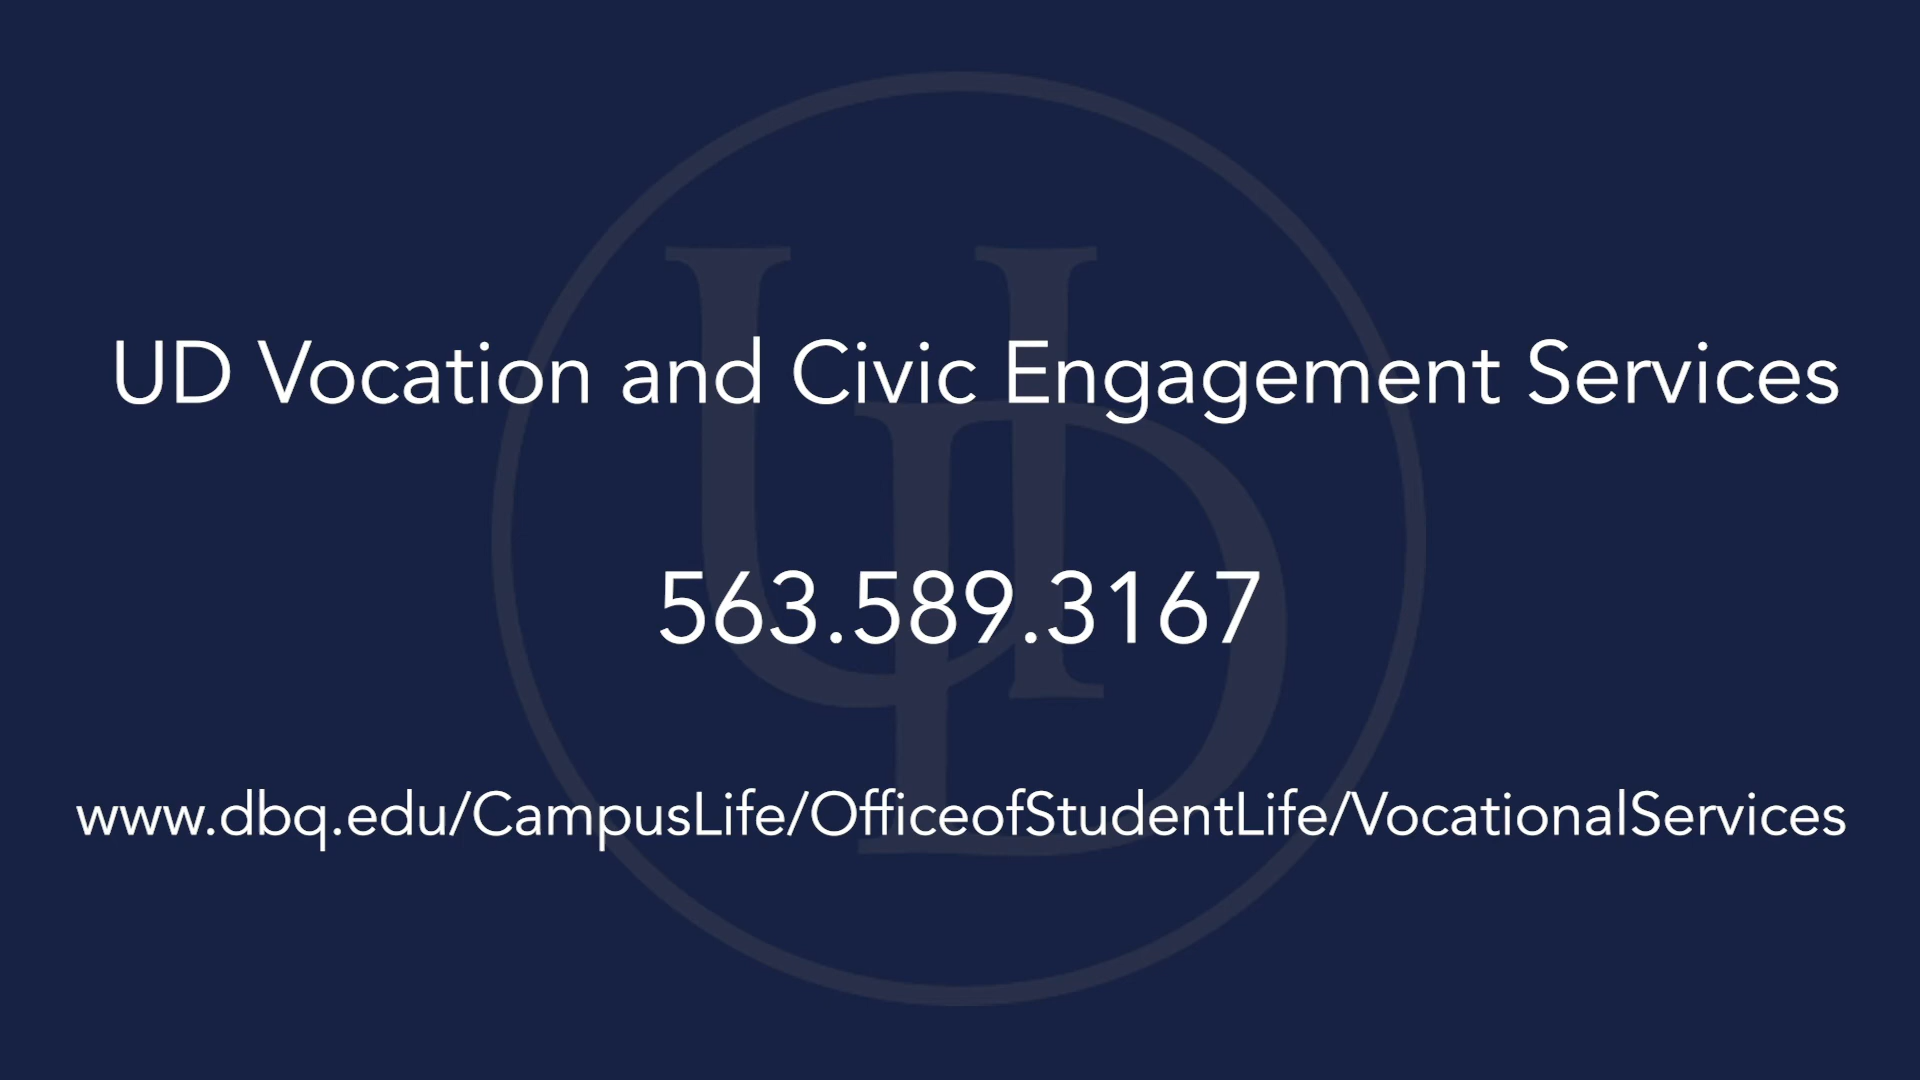 UD Vocation and Civic Engagement Services
563.589.3167
www.dbq.edu/CampusLife/OfficeofStudentLife/VocationalServices